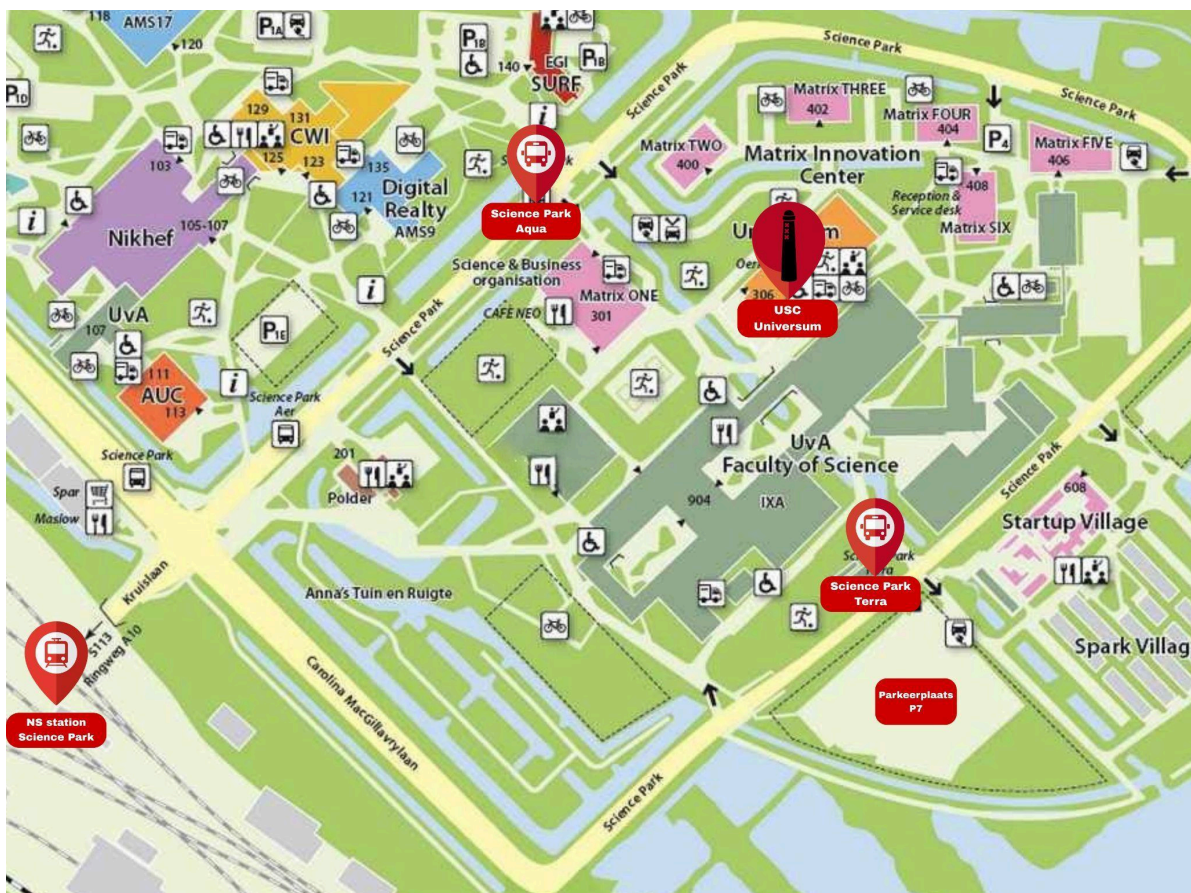 118
AMS17
120
P1A
P1B
P1B
P1D
140
EGI
SURF
i
Science Park
Science Park
Science Park
Matrix THREE
402
Matrix FOUR
404
P4
Matrix FIVE
406
Matrix TWO
400
Matrix Innovation
Center
408
Reception &
Service desk
Matrix SIX
129
131
CWI
125
123
135
103
121
Digital
Realty
AMS9
Science Park
Aqua
105-107
Nikhef
i
Science & Business
organisation
Matrix ONE
CAFÈ NEO
301
306
USC
Universum
i
UvA
107
P1E
Science Park
111
AUC
113
i
Science Park
Aer
Science Park
201
Polder
Spar
Maslow
UvA
Faculty of Science
904
IXA
Science Park
608
Startup Village
Science Park
Terra
Kruislaan
S113
Ringweg A10
Anna's Tuin en Ruigte
Carolina MacGillavrylaan
Spark Villag
Parkeerplaats
P7
NS station
Science Park
Science Park